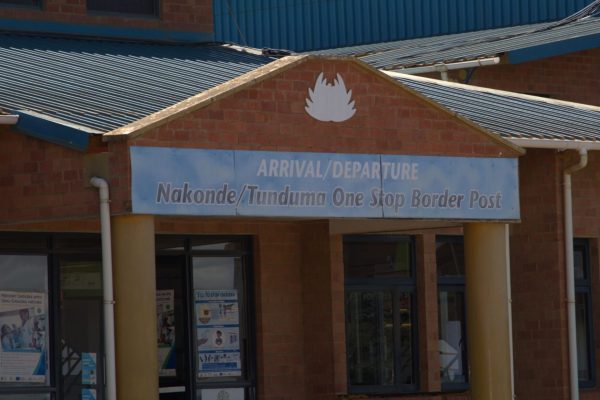 ARRIVAL/DEPARTURE
Nakonde/Tunduma One Stop Border Post